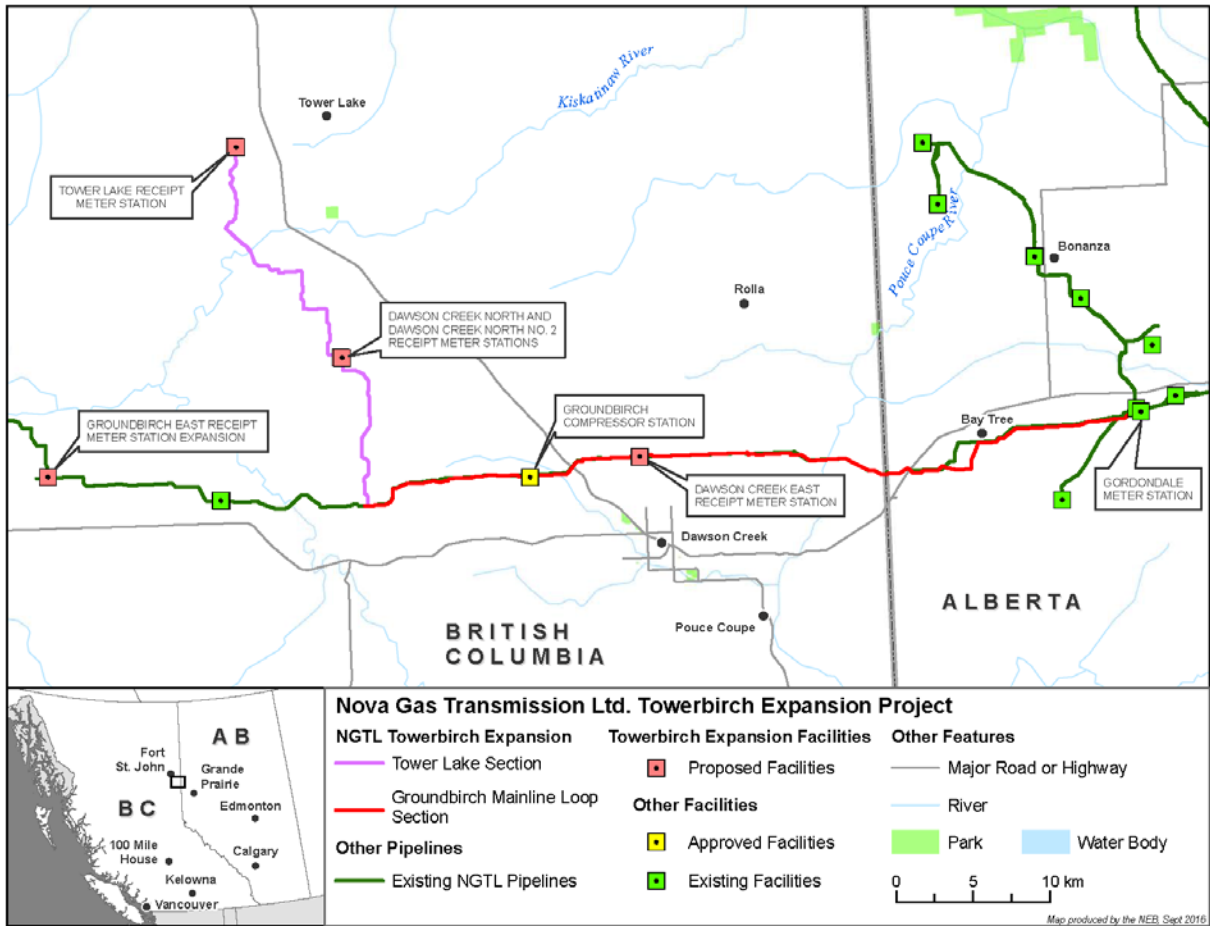 Kiskatinaw River
Tower Lake
TOWER LAKE RECEIPT
METER STATION
Pouce Coupe River
Bonanza
Rolla
DAWSON CREEK NORTH AND
DAWSON CREEK NORTH NO. 2
RECEIPT METER STATIONS
GROUNDBIRCH EAST RECEIPT
METER STATION EXPANSION
GROUNDBIRCH
COMPRESSOR STATION
Bay Tree
DAWSON CREEK EAST
RECEIPT METER STATION
GORDONDALE
METER STATION
Dawson Creek
ALBERTA
Pouce Coupe
BRITISH
COLUMBIA
AB
Fort
St. John
Grande
Prairie
BC
Edmonton
100 Mile
House
Calgary
Kelowna
Vancouver
Nova Gas Transmission Ltd. Towerbirch Expansion Project
NGTL Towerbirch Expansion
Tower Lake Section
Groundbirch Mainline Loop
Section
Other Pipelines
Existing NGTL Pipelines
Towerbirch Expansion Facilities
Proposed Facilities
Other Facilities
Approved Facilities
Existing Facilities
Other Features
Major Road or Highway
River
Park
Water Body
0 5 10 km
Map produced by the NEB, Sept 2016